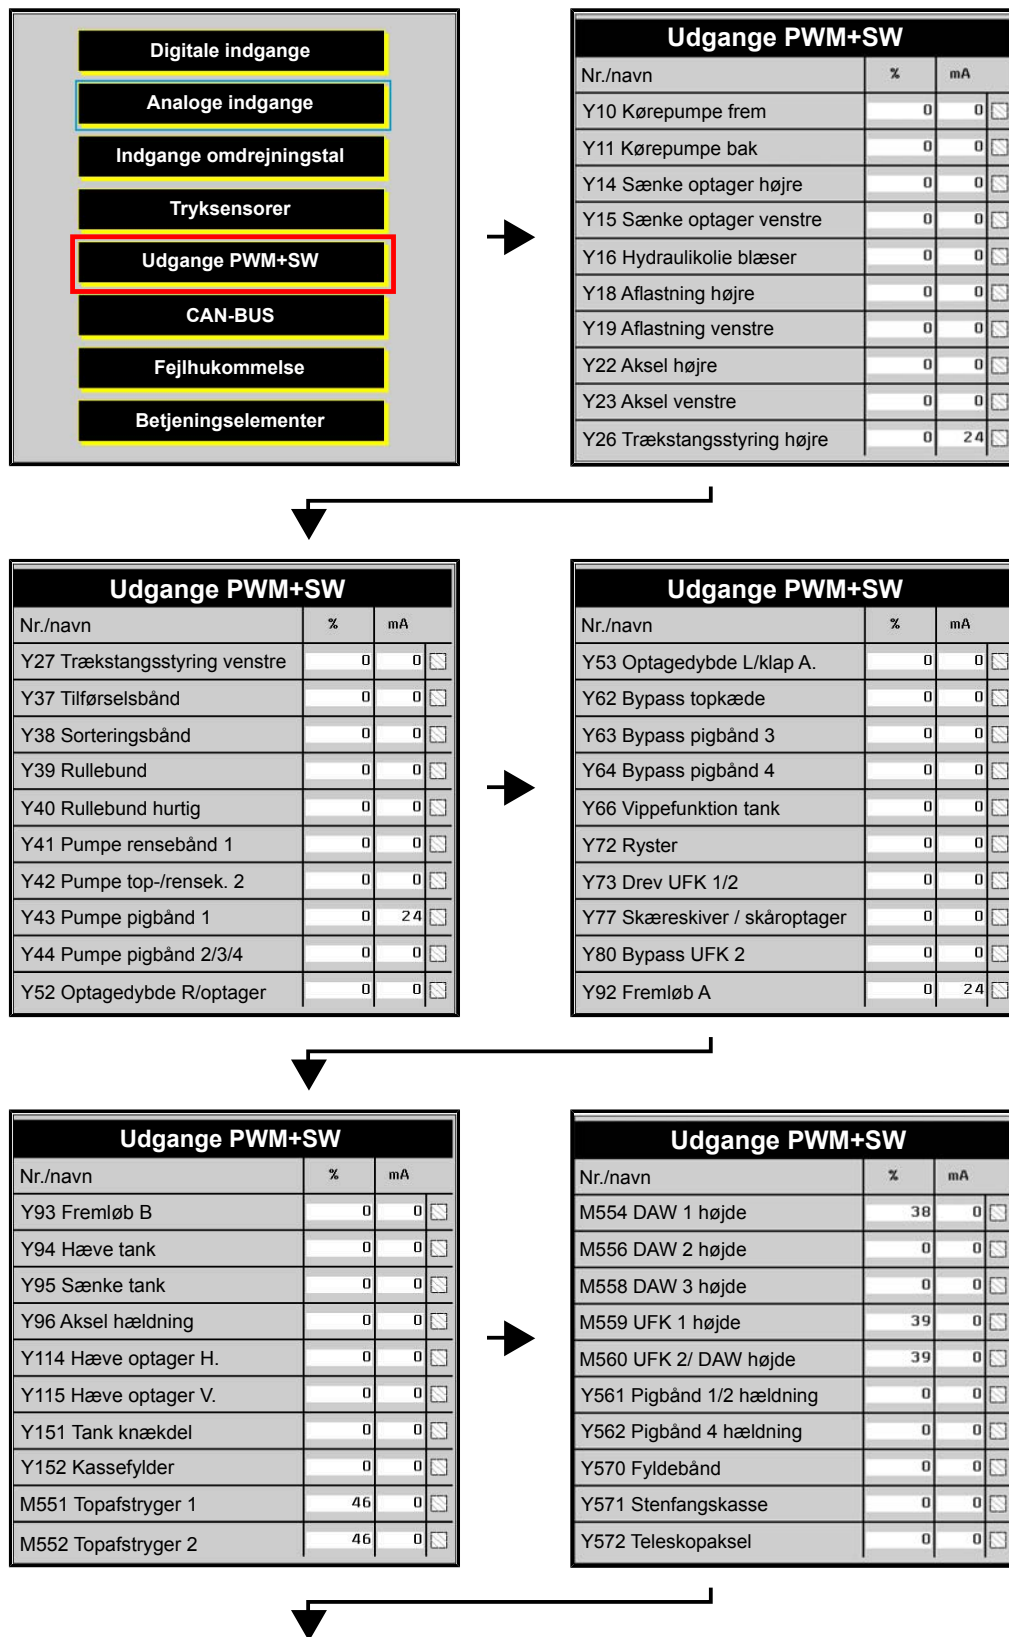 Digitale indgange
Analoge indgange
Indgange omdrejningstal
Tryksensorer
Udgange PWM+SW
CAN-BUS
Fejlhukommelse
Betjeningselementer
Udgange PWM+SW
Nr./navn % mA
Y10 Kørepumpe frem 0 0
Y11 Kørepumpe bak 0 0
Y14 Sænke optager højre 0 0
Y15 Sænke optager venstre 0 0
Y16 Hydraulikolie blæser 0 0
Y18 Aflastning højre 0 0
Y19 Aflastning venstre 0 0
Y22 Aksel højre 0 0
Y23 Aksel venstre 0 0
Y26 Trækstangsstyring højre 0 24
Udgange PWM+SW
Nr./navn % mA
Y27 Trækstangsstyring venstre 0 0
Y37 Tilførselsbånd 0 0
Y38 Sorteringsbånd 0 0
Y39 Rullebund 0 0
Y40 Rullebund hurtig 0 0
Y41 Pumpe rensebånd 1 0 0
Y42 Pumpe top-/rensek. 2 0 0
Y43 Pumpe pigbånd 1 0 24
Y44 Pumpe pigbånd 2/3/4 0 0
Y52 Optagedybde R/optager 0 0
Udgange PWM+SW
Nr./navn % mA
Y53 Optagedybde L/klap A. 0 0
Y62 Bypass topkæde 0 0
Y63 Bypass pigbånd 3 0 0
Y64 Bypass pigbånd 4 0 0
Y66 Vippefunktion tank 0 0
Y72 Ryster 0 0
Y73 Drev UFK 1/2 0 0
Y77 Skæreskiver / skåroptager 0 0
Y80 Bypass UFK 2 0 0
Y92 Fremløb A 0 24
Udgange PWM+SW
Nr./navn % mA
Y93 Fremløb B 0 0
Y94 Hæve tank 0 0
Y95 Sænke tank 0 0
Y96 Aksel hældning 0 0
Y114 Hæve optager H. 0 0
Y115 Hæve optager V. 0 0
Y151 Tank knækdel 0 0
Y152 Kassefylder 0 0
M551 Topafstryger 1 46 0
M552 Topafstryger 2 46 0
Udgange PWM+SW
Nr./navn % mA
M554 DAW 1 højde 38 0
M556 DAW 2 højde 0 0
M558 DAW 3 højde 0 0
M559 UFK 1 højde 39 0
M560 UFK 2/ DAW højde 39 0
Y561 Pigbånd 1/2 hældning 0 0
Y562 Pigbånd 4 hældning 0 0
Y570 Fyldebånd 0 0
Y571 Stenfangskasse 0 0
Y572 Teleskopaksel 0 0